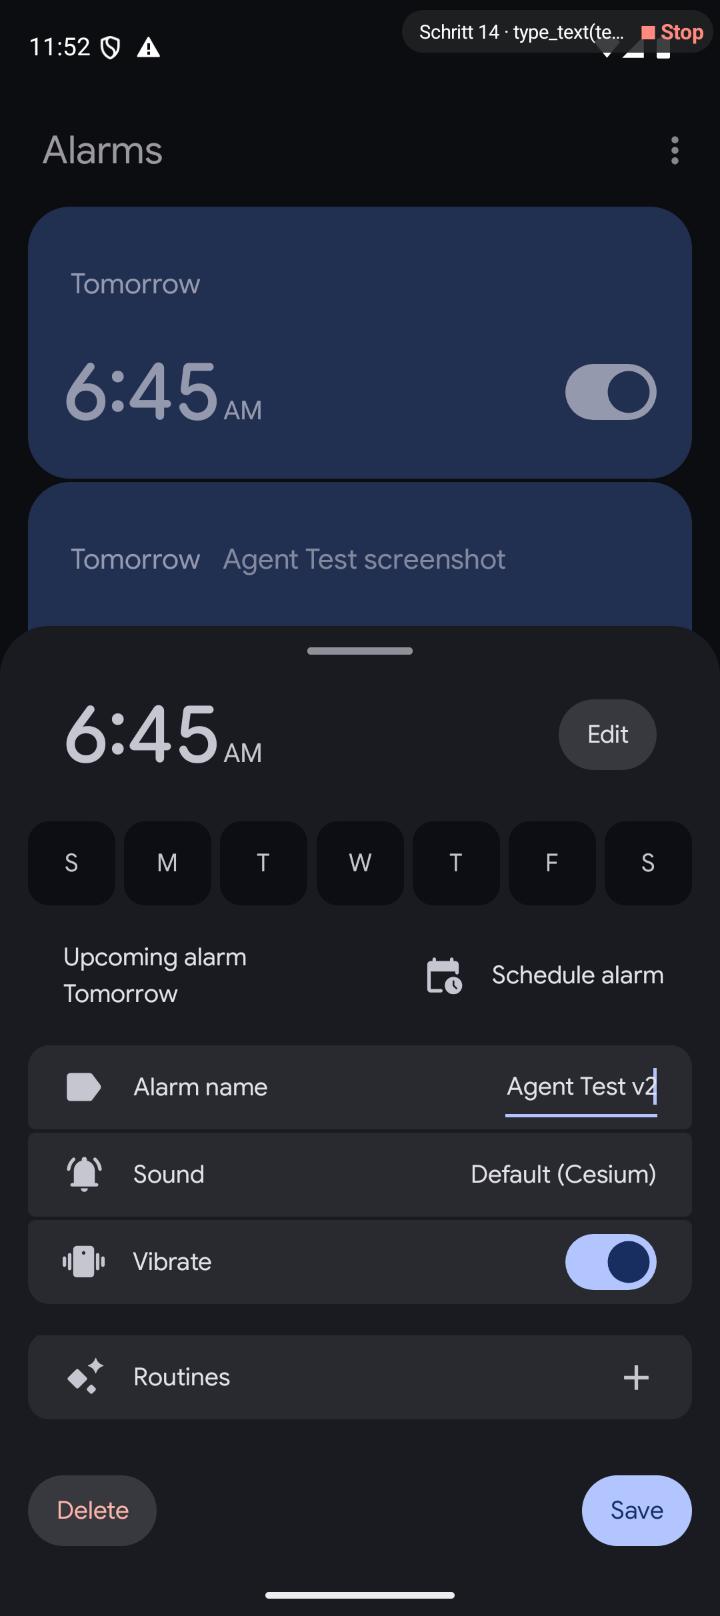 11:52
Schritt 14 · type_text(te... Stop
Alarms
Tomorrow
6:45 AM
Tomorrow Agent Test screenshot
6:45 AM
Edit
S M T W T F S
Upcoming alarm
Tomorrow
Schedule alarm
Alarm name Agent Test v2
Sound Default (Cesium)
Vibrate
Routines
Delete Save